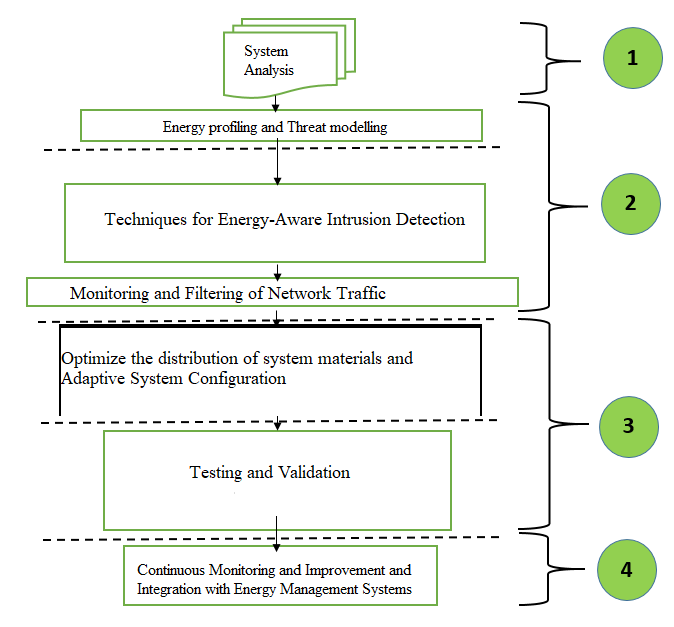 System
Analysis
1
Energy profiling and Threat modelling
Techniques for Energy-Aware Intrusion Detection
2
Monitoring and Filtering of Network Traffic
Optimize the distribution of system materials and
Adaptive System Configuration
3
Testing and Validation
Continuous Monitoring and Improvement and
Integration with Energy Management Systems
4